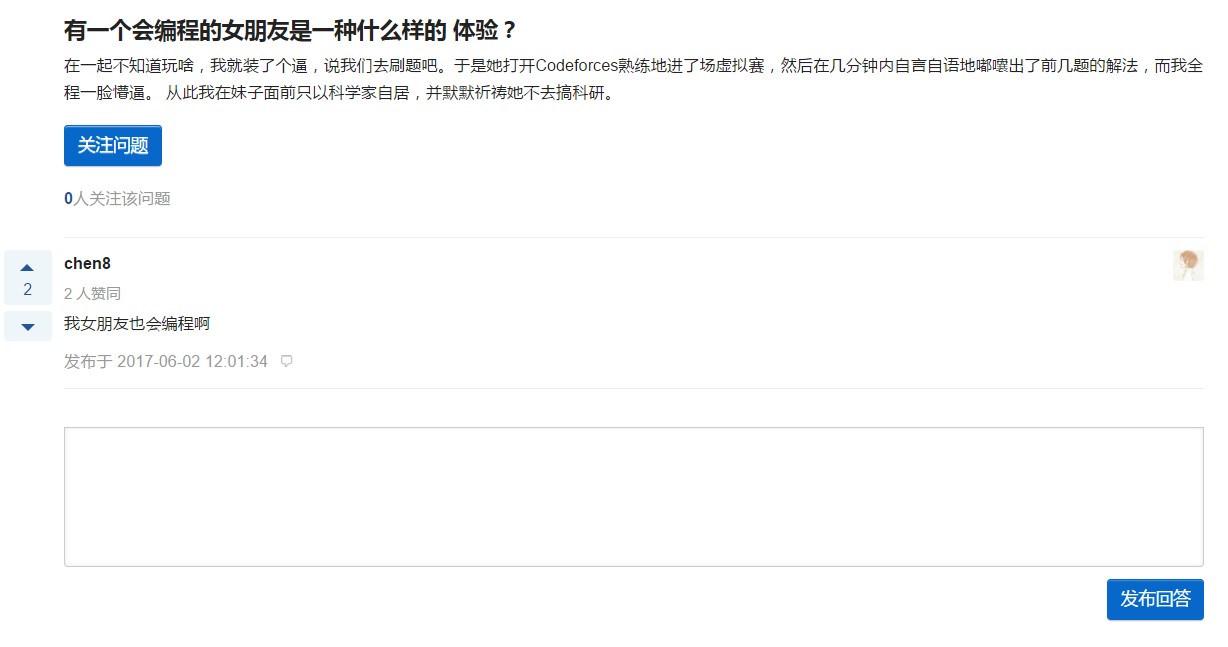 有一个会编程的女朋友是一种什么样的 体验？
在一起不知道玩啥，我就装了个逼，说我们去刷题吧。于是她打开Codeforces熟练地进了场虚拟赛，然后在几分钟内自言自语地嘟囔出了前几题的解法，而我全
程一脸懵逼。 从此我在妹子面前只以科学家自居，并默默祈祷她不去搞科研。
关注问题
0人关注该问题
chen8
2
2 人赞同
我女朋友也会编程啊
发布于 2017-06-02 12:01:34
发布回答